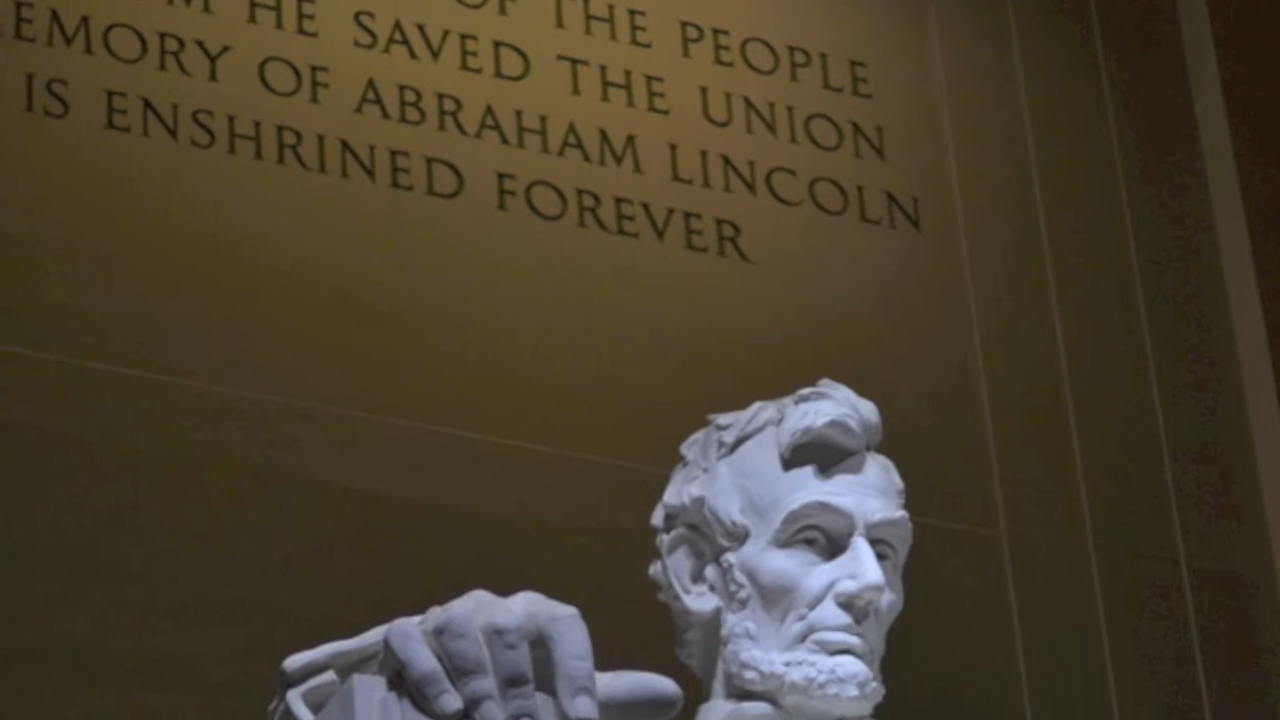 OF THE PEOPLE
HE SAVED THE UNION
EMORY OF ABRAHAM LINCOLN
IS ENSHRINED FOREVER